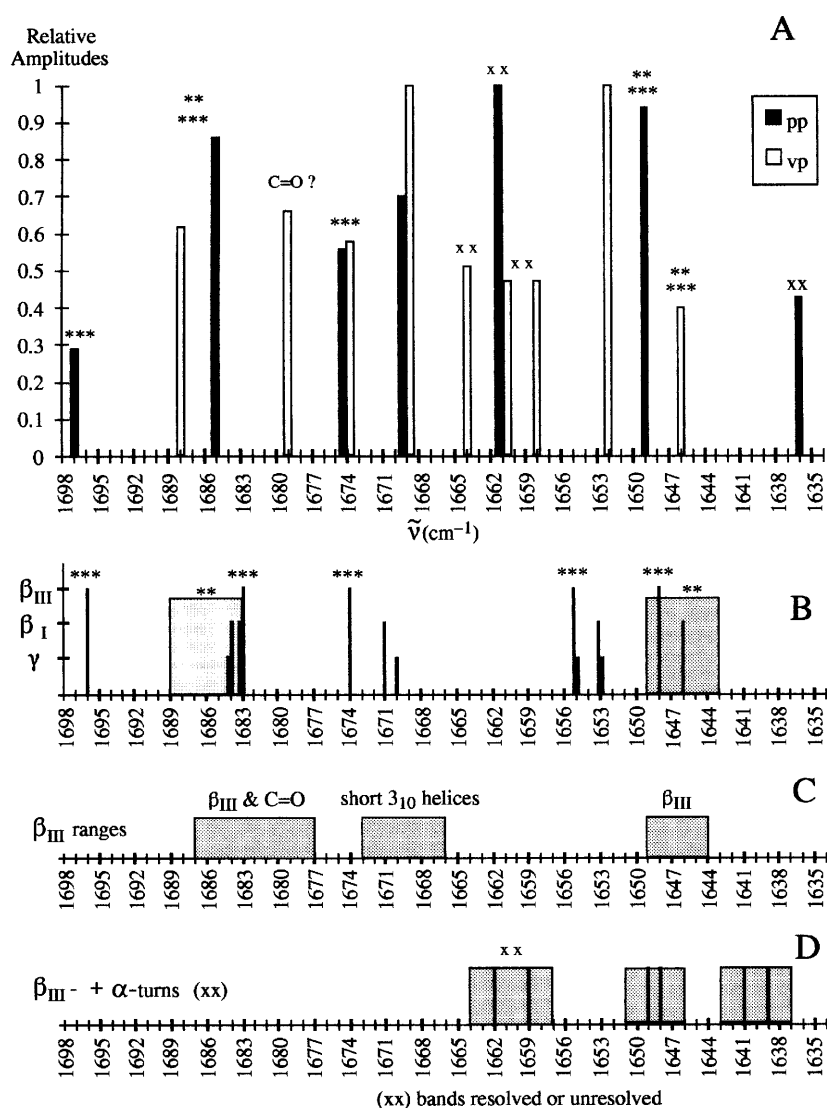 Relative
Amplitudes
A
1
0.9
0.8
0.7
0.6
0.5
0.4
0.3
0.2
0.1
0
**
***
***
C=O ?
***
x x
x x
x x
**
***
**
***
xx
pp
vp
1698 1695 1692 1689 1686 1683 1680 1677 1674 1671 1668 1665 1662 1659 1656 1653 1650 1647 1644 1641 1638 1635
ν̃(cm⁻¹)
B
βIII
βI
γ
*** ** *** *** *** *** **
1698 1695 1692 1689 1686 1683 1680 1677 1674 1671 1668 1665 1662 1659 1656 1653 1650 1647 1644 1641 1638 1635
C
βIII & C=O short 3₁₀ helices βIII
βIII ranges
1698 1695 1692 1689 1686 1683 1680 1677 1674 1671 1668 1665 1662 1659 1656 1653 1650 1647 1644 1641 1638 1635
D
x x
βIII- + α-turns (xx)
1698 1695 1692 1689 1686 1683 1680 1677 1674 1671 1668 1665 1662 1659 1656 1653 1650 1647 1644 1641 1638 1635
(xx) bands resolved or unresolved